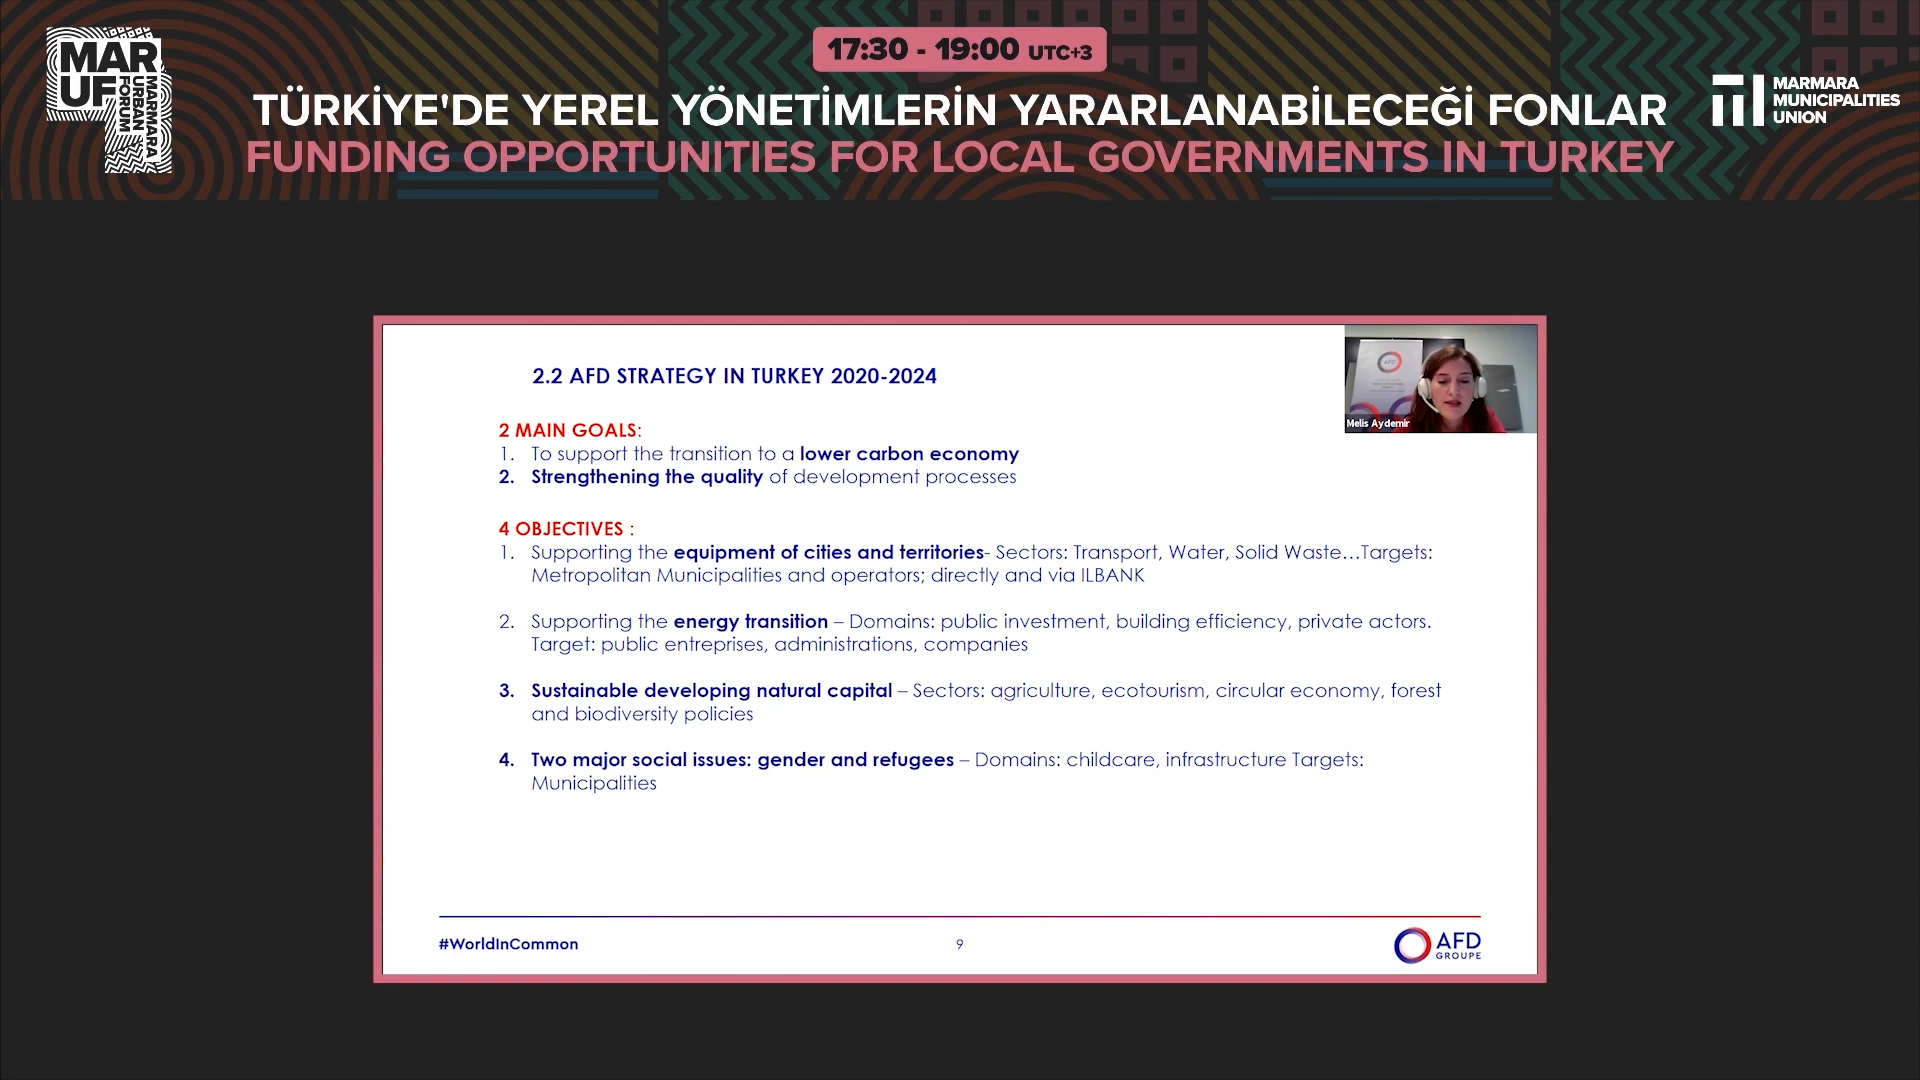 MAR
UF
MARMARA
URBAN
FORUM
17:30 - 19:00 UTC+3
TÜRKİYE'DE YEREL YÖNETİMLERİN YARARLANABİLECEĞİ FONLAR
FUNDING OPPORTUNITIES FOR LOCAL GOVERNMENTS IN TURKEY
MARMARA
MUNICIPALITIES
UNION
2.2 AFD STRATEGY IN TURKEY 2020-2024
AFD
Melis Aydemir
2 MAIN GOALS:
1. To support the transition to a lower carbon economy
2. Strengthening the quality of development processes
4 OBJECTIVES :
1. Supporting the equipment of cities and territories- Sectors: Transport, Water, Solid Waste…Targets:
Metropolitan Municipalities and operators; directly and via ILBANK
2. Supporting the energy transition – Domains: public investment, building efficiency, private actors.
Target: public entreprises, administrations, companies
3. Sustainable developing natural capital – Sectors: agriculture, ecotourism, circular economy, forest
and biodiversity policies
4. Two major social issues: gender and refugees – Domains: childcare, infrastructure Targets:
Municipalities
#WorldInCommon
9
AFD
GROUPE